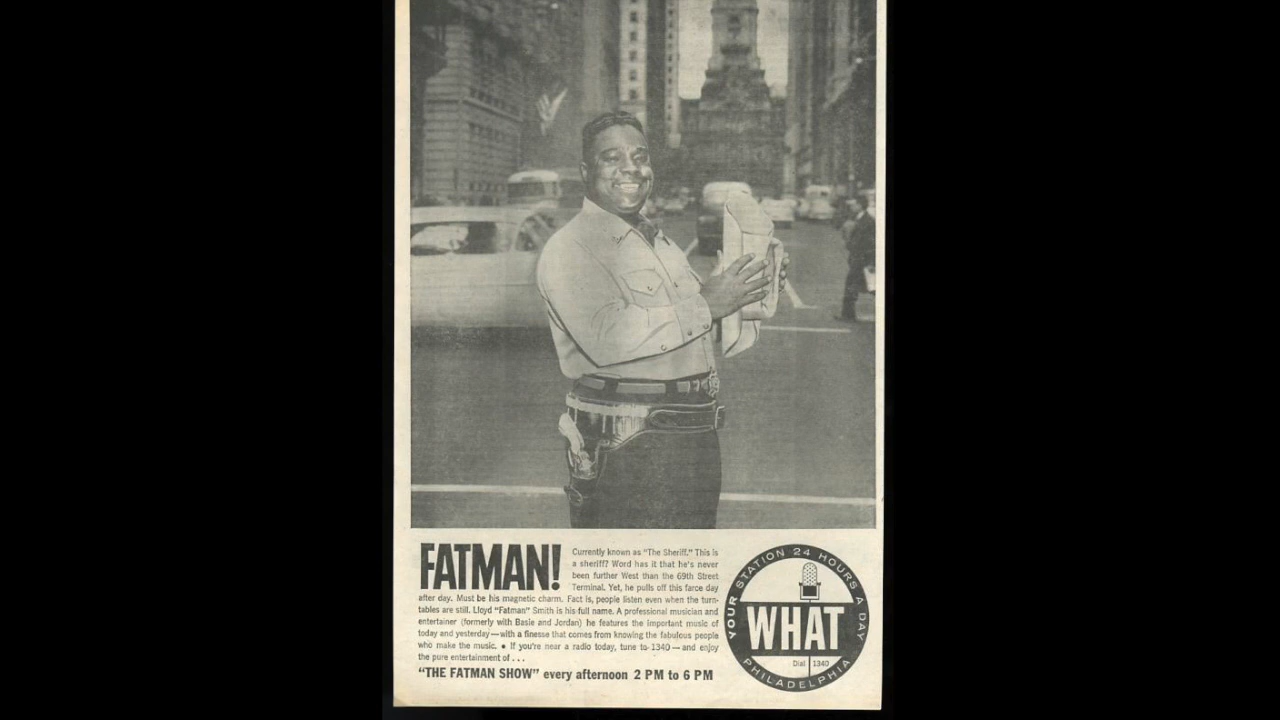 FATMAN!
Currently known as "The Sheriff." This is
a sheriff? Word has it that he's never
been further West than the 69th Street
Terminal. Yet, he pulls off this farce day
after day. Must be his magnetic charm. Fact is, people listen even when the turn-
tables are still. Lloyd "Fatman" Smith is his full name. A professional musician and
entertainer (formerly with Basie and Jordan) he features the important music of
today and yesterday—with a finesse that comes from knowing the fabulous people
who make the music. • If you're near a radio today, tune to 1340—and enjoy
the pure entertainment of . . .
"THE FATMAN SHOW" every afternoon 2 PM to 6 PM
YOUR STATION 24 HOURS A DAY
WHAT
Dial 1340
PHILADELPHIA